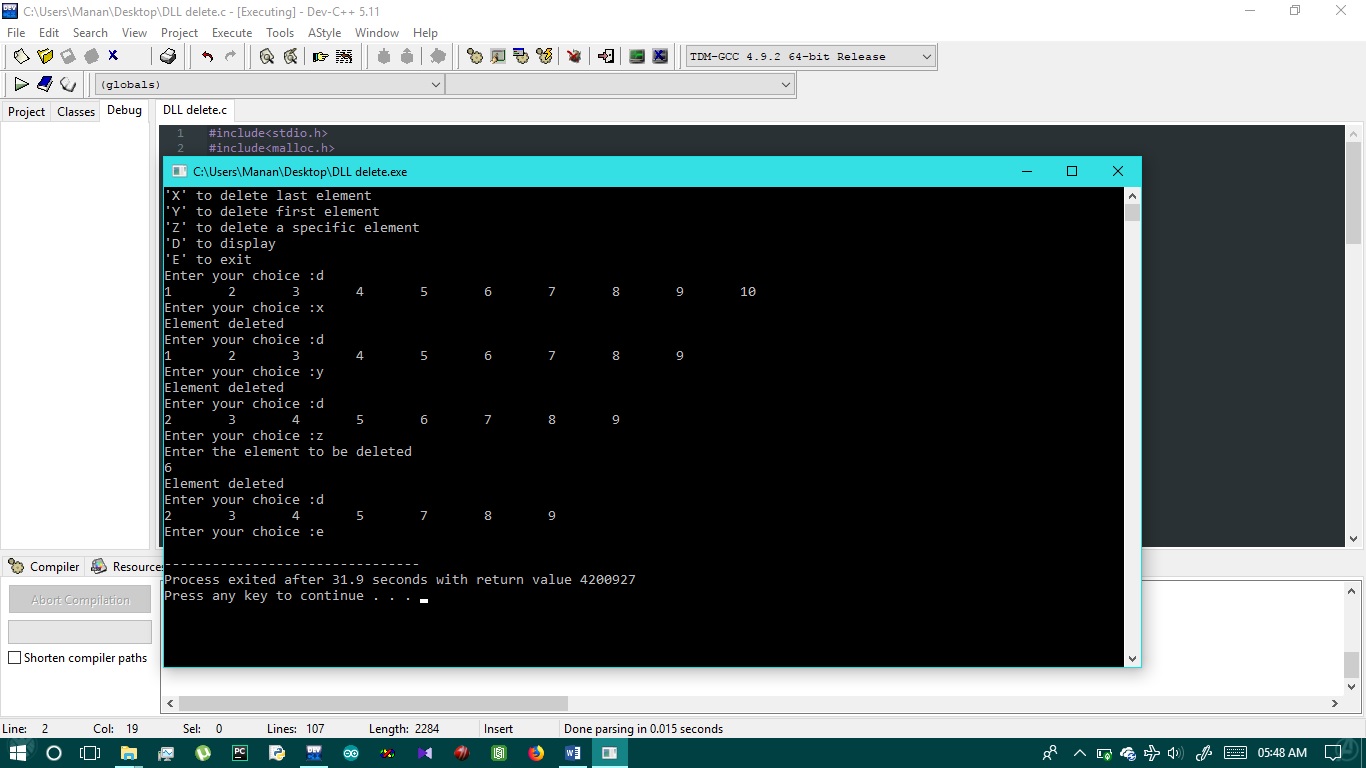 C:\Users\Manan\Desktop\DLL delete.c - [Executing] - Dev-C++ 5.11
File Edit Search View Project Execute Tools AStyle Window Help
TDM-GCC 4.9.2 64-bit Release
(globals)
Project Classes Debug DLL delete.c
1 #include<stdio.h>
2 #include<malloc.h>
C:\Users\Manan\Desktop\DLL delete.exe
'X' to delete last element
'Y' to delete first element
'Z' to delete a specific element
'D' to display
'E' to exit
Enter your choice :d
1 2 3 4 5 6 7 8 9 10
Enter your choice :x
Element deleted
Enter your choice :d
1 2 3 4 5 6 7 8 9
Enter your choice :y
Element deleted
Enter your choice :d
2 3 4 5 6 7 8 9
Enter your choice :z
Enter the element to be deleted
6
Element deleted
Enter your choice :d
2 3 4 5 7 8 9
Enter your choice :e
--------------------------------
Process exited after 31.9 seconds with return value 4200927
Press any key to continue . . .
Compiler Resources
Abort Compilation
Shorten compiler paths
Line: 2 Col: 19 Sel: 0 Lines: 107 Length: 2284 Insert Done parsing in 0.015 seconds
05:48 AM